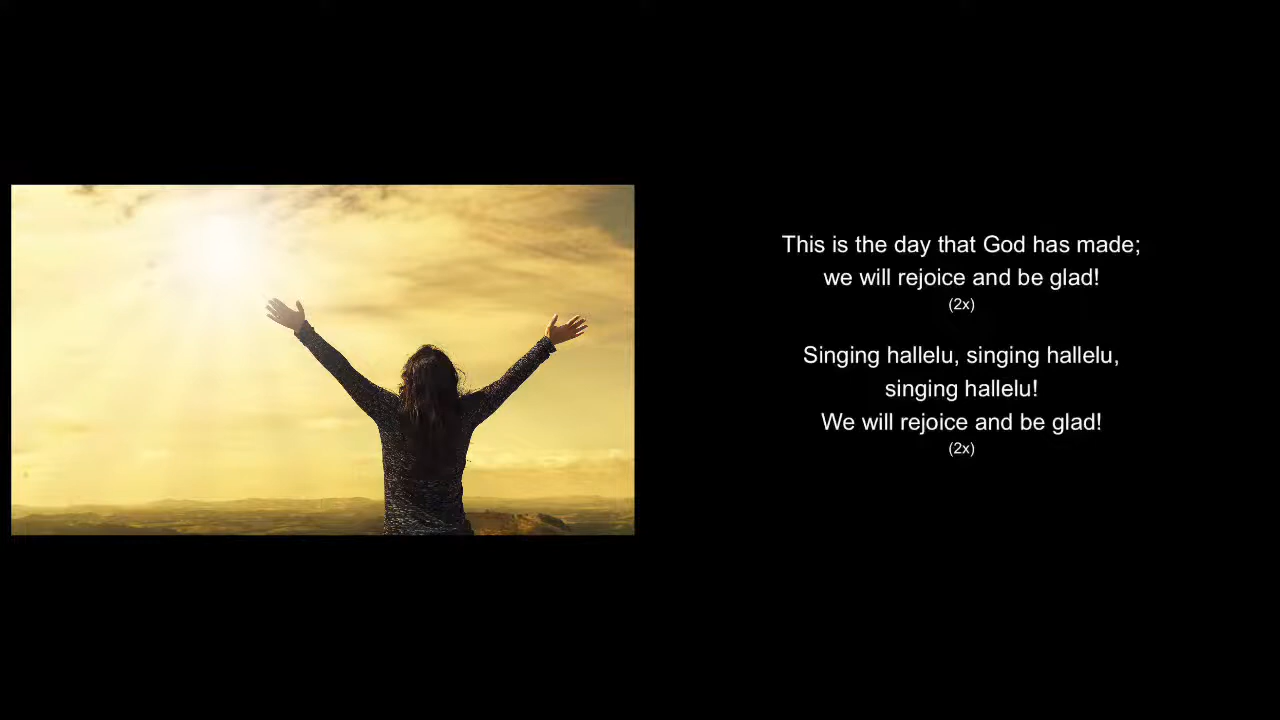 This is the day that God has made;
we will rejoice and be glad!
(2x)
Singing hallelu, singing hallelu,
singing hallelu!
We will rejoice and be glad!
(2x)